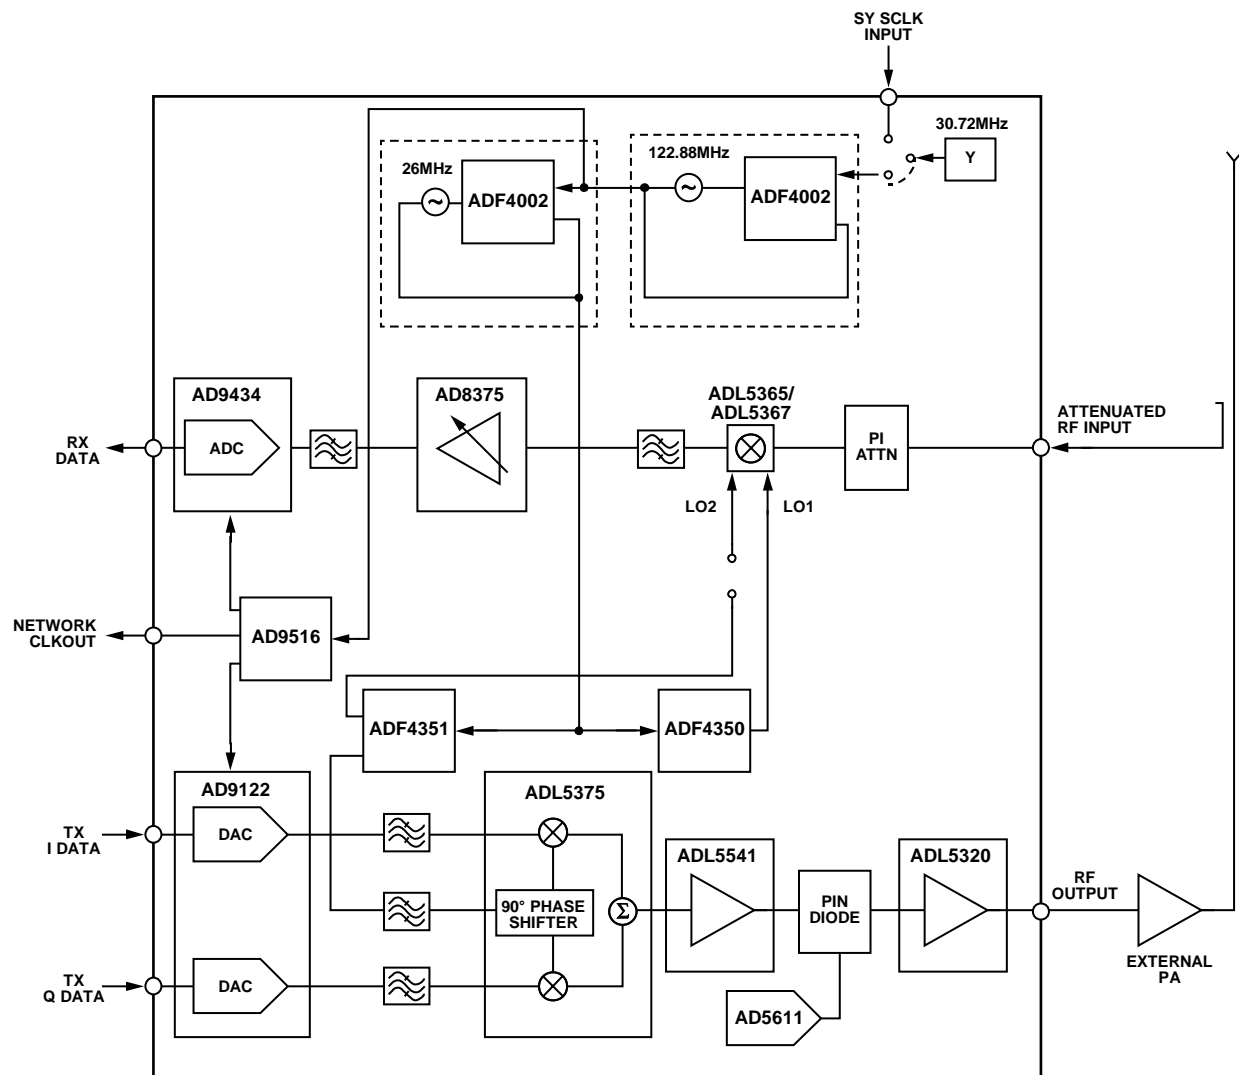 SY SCLK
INPUT
30.72MHz
Y
122.88MHz
ADF4002
26MHz
ADF4002
AD9434
ADC
RX
DATA
AD8375
ADL5365/
ADL5367
PI
ATTN
ATTENUATED
RF INPUT
LO2
LO1
NETWORK
CLKOUT
AD9516
ADF4351
ADF4350
AD9122
TX
I DATA
DAC
ADL5375
90° PHASE
SHIFTER
Σ
ADL5541
PIN
DIODE
ADL5320
RF
OUTPUT
EXTERNAL
PA
TX
Q DATA
DAC
AD5611